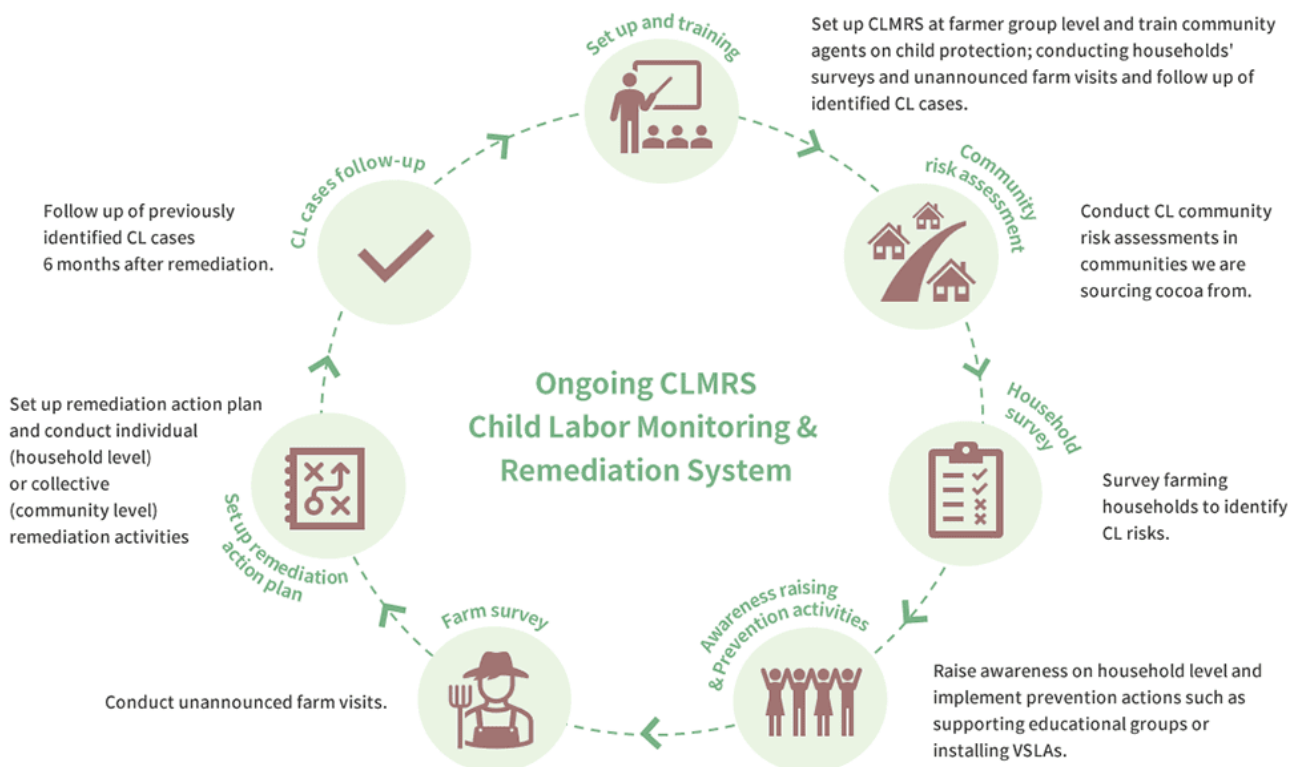 Set up and training
Set up CLMRS at farmer group level and train community
agents on child protection; conducting households'
surveys and unannounced farm visits and follow up of
identified CL cases.
Community
risk assessment
Conduct CL community
risk assessments in
communities we are
sourcing cocoa from.
Household
survey
Survey farming
households to identify
CL risks.
Awareness raising
& Prevention activities
Raise awareness on household level and
implement prevention actions such as
supporting educational groups or
installing VSLAs.
Farm survey
Conduct unannounced farm visits.
Set up remediation
action plan
Set up remediation action plan
and conduct individual
(household level)
or collective
(community level)
remediation activities
CL cases follow-up
Follow up of previously
identified CL cases
6 months after remediation.
Ongoing CLMRS
Child Labor Monitoring &
Remediation System